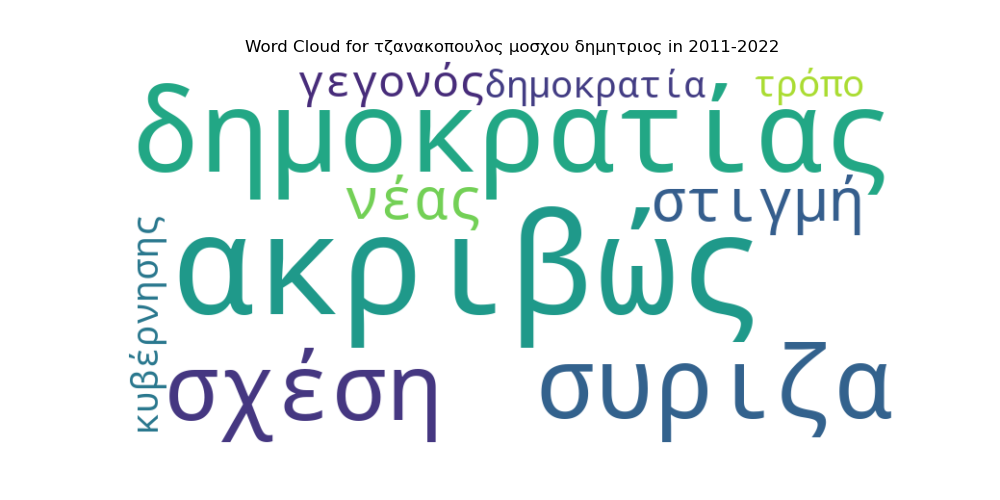 Word Cloud for τζανακοπουλος μοσχου δημητριος in 2011-2022
γεγονός δημοκρατία τρόπο
δημοκρατίας
νέας στιγμή
κυβέρνησης
ακριβώς
σχέση συριζα